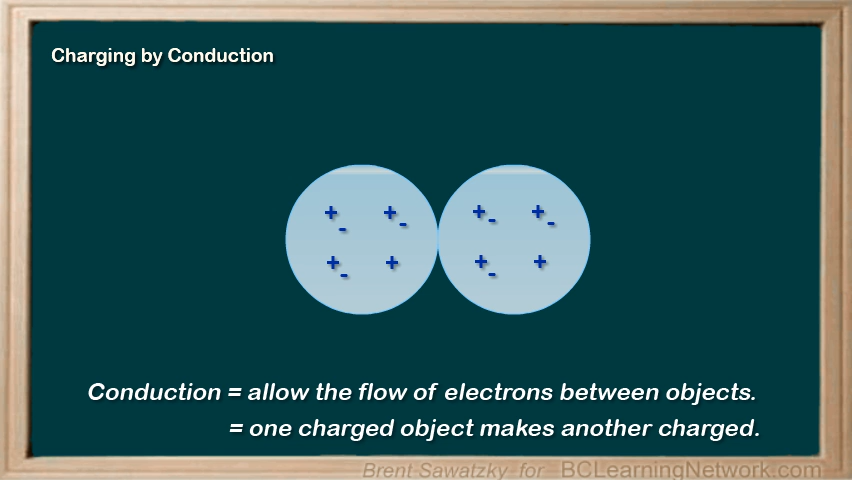 Charging by Conduction
+ + + +
- - - -
+ + + +
- -
Conduction = allow the flow of electrons between objects.
= one charged object makes another charged.
Brent Sawatzky for BCLearningNetwork.com